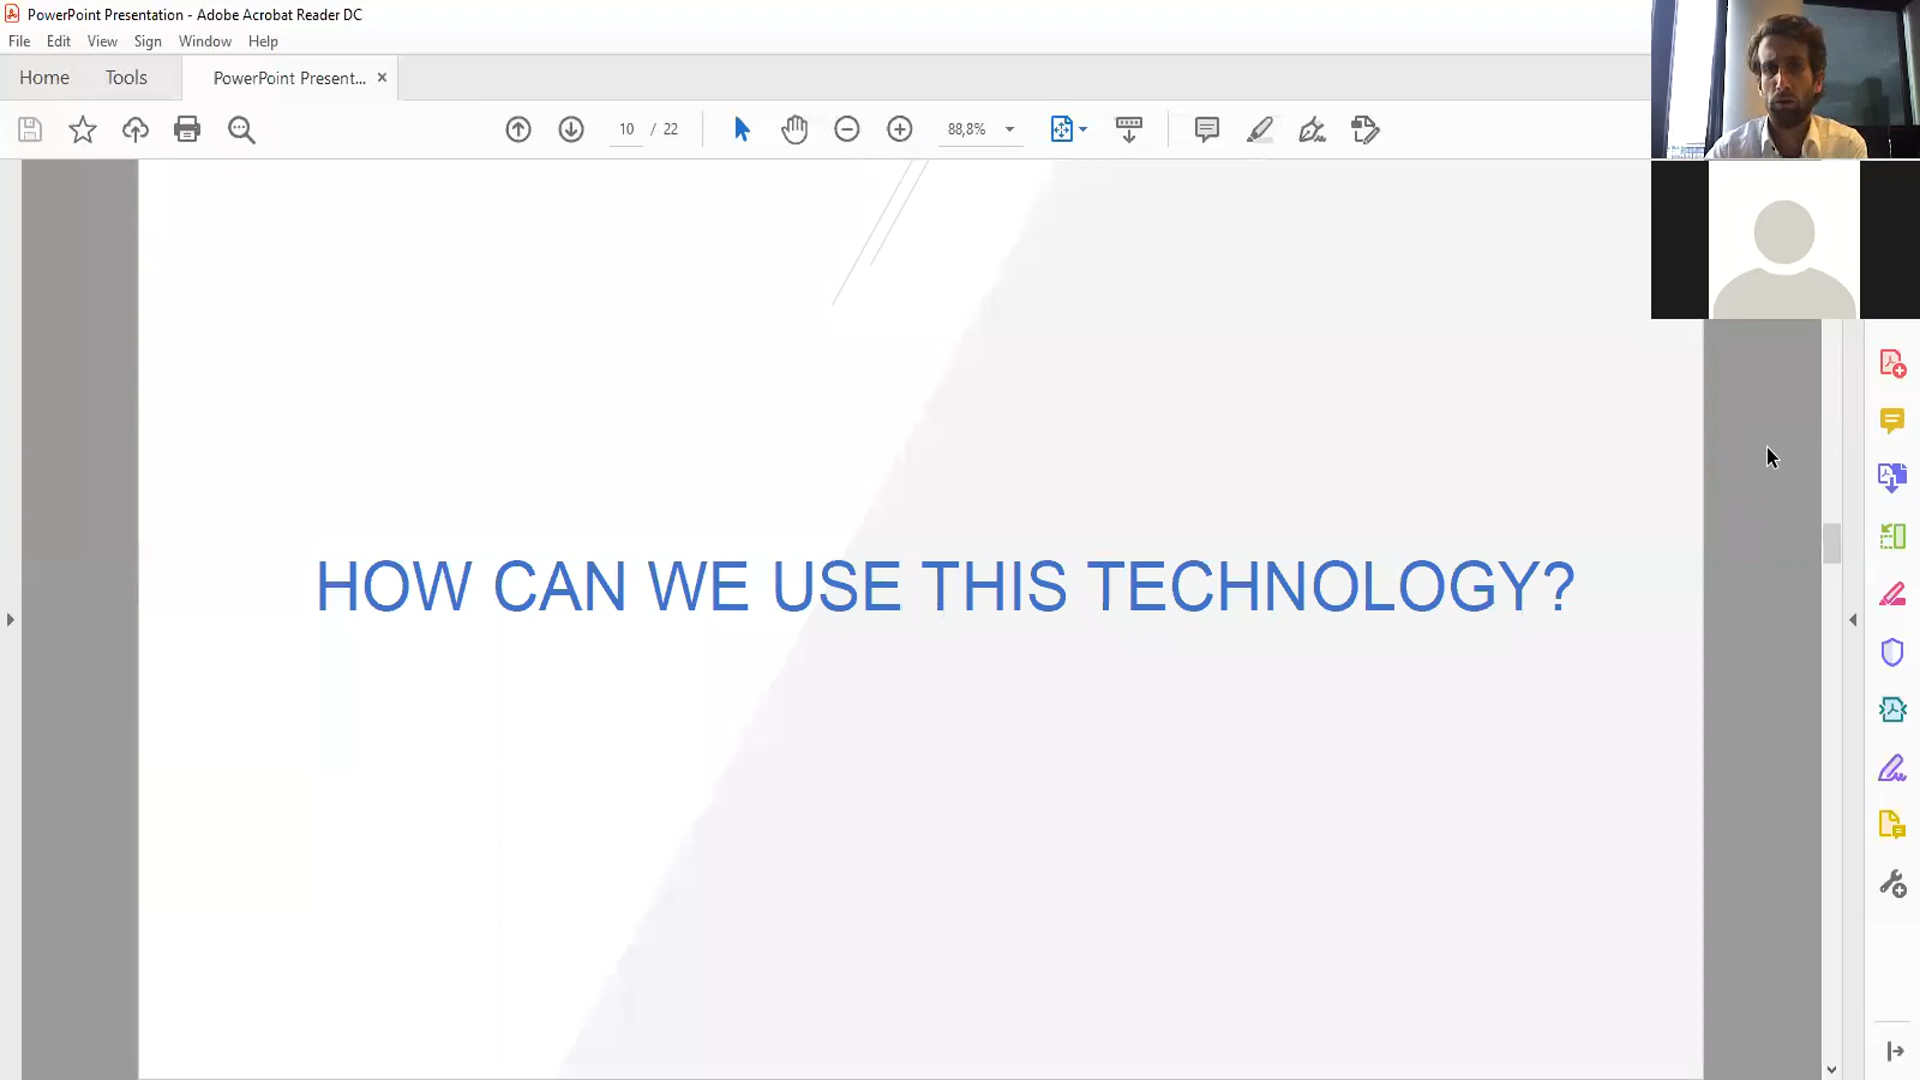 PowerPoint Presentation - Adobe Acrobat Reader DC
File Edit View Sign Window Help
Home Tools PowerPoint Present... ×
10 / 22 88,8%
HOW CAN WE USE THIS TECHNOLOGY?